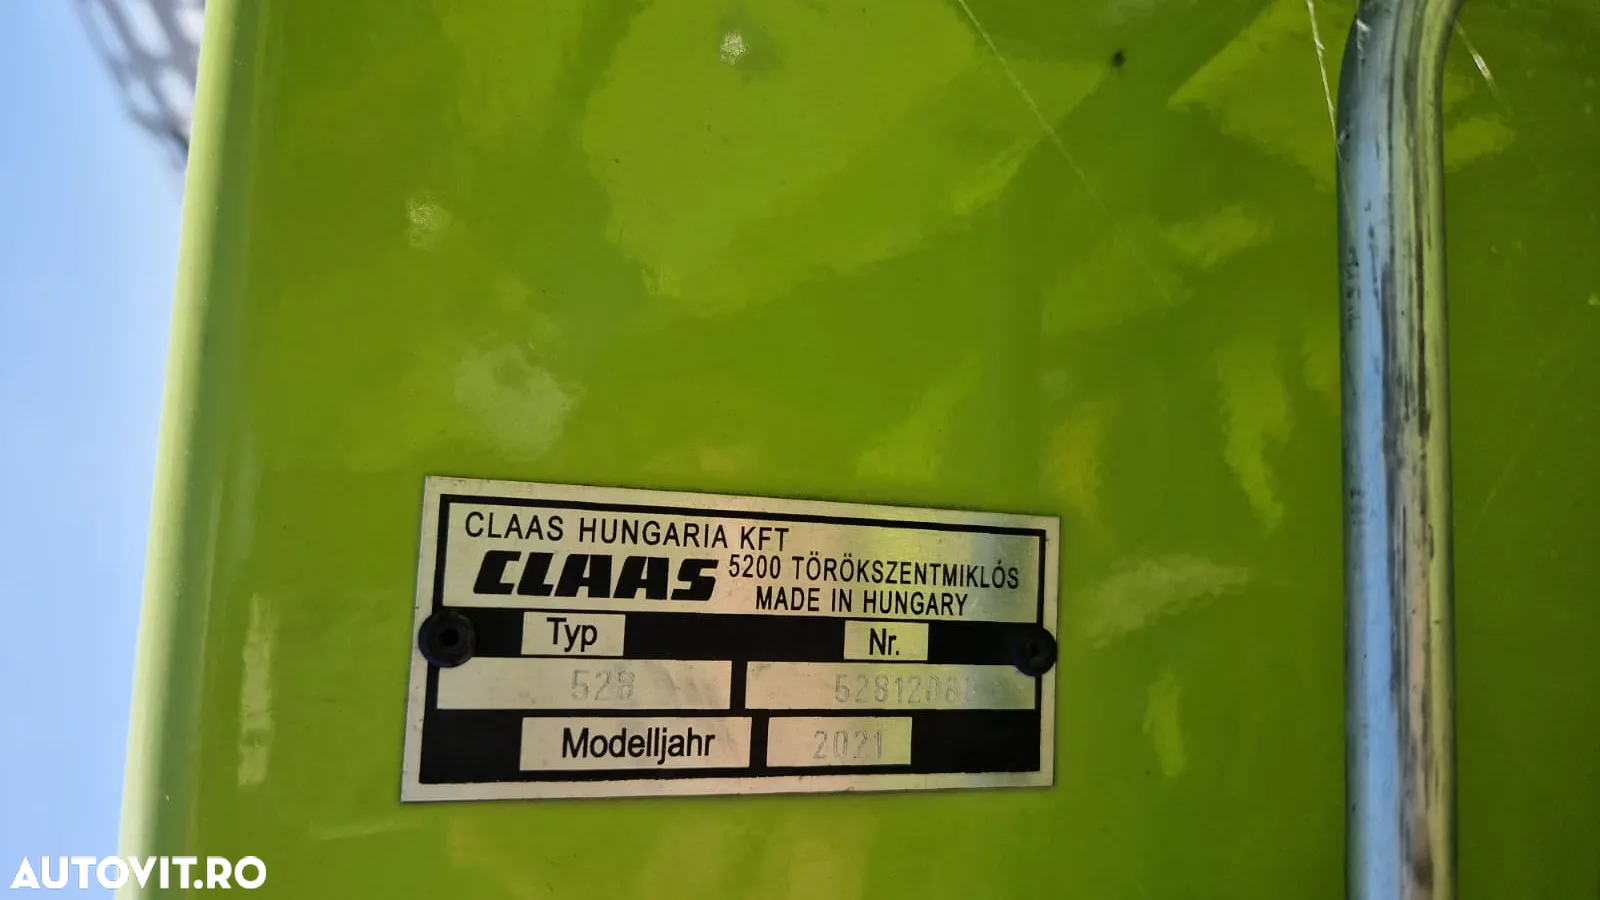 CLAAS HUNGARIA KFT
CLAAS 5200 TÖRÖKSZENTMIKLÓS
MADE IN HUNGARY
Typ Nr.
528
Modelljahr 2021
AUTOVIT.RO